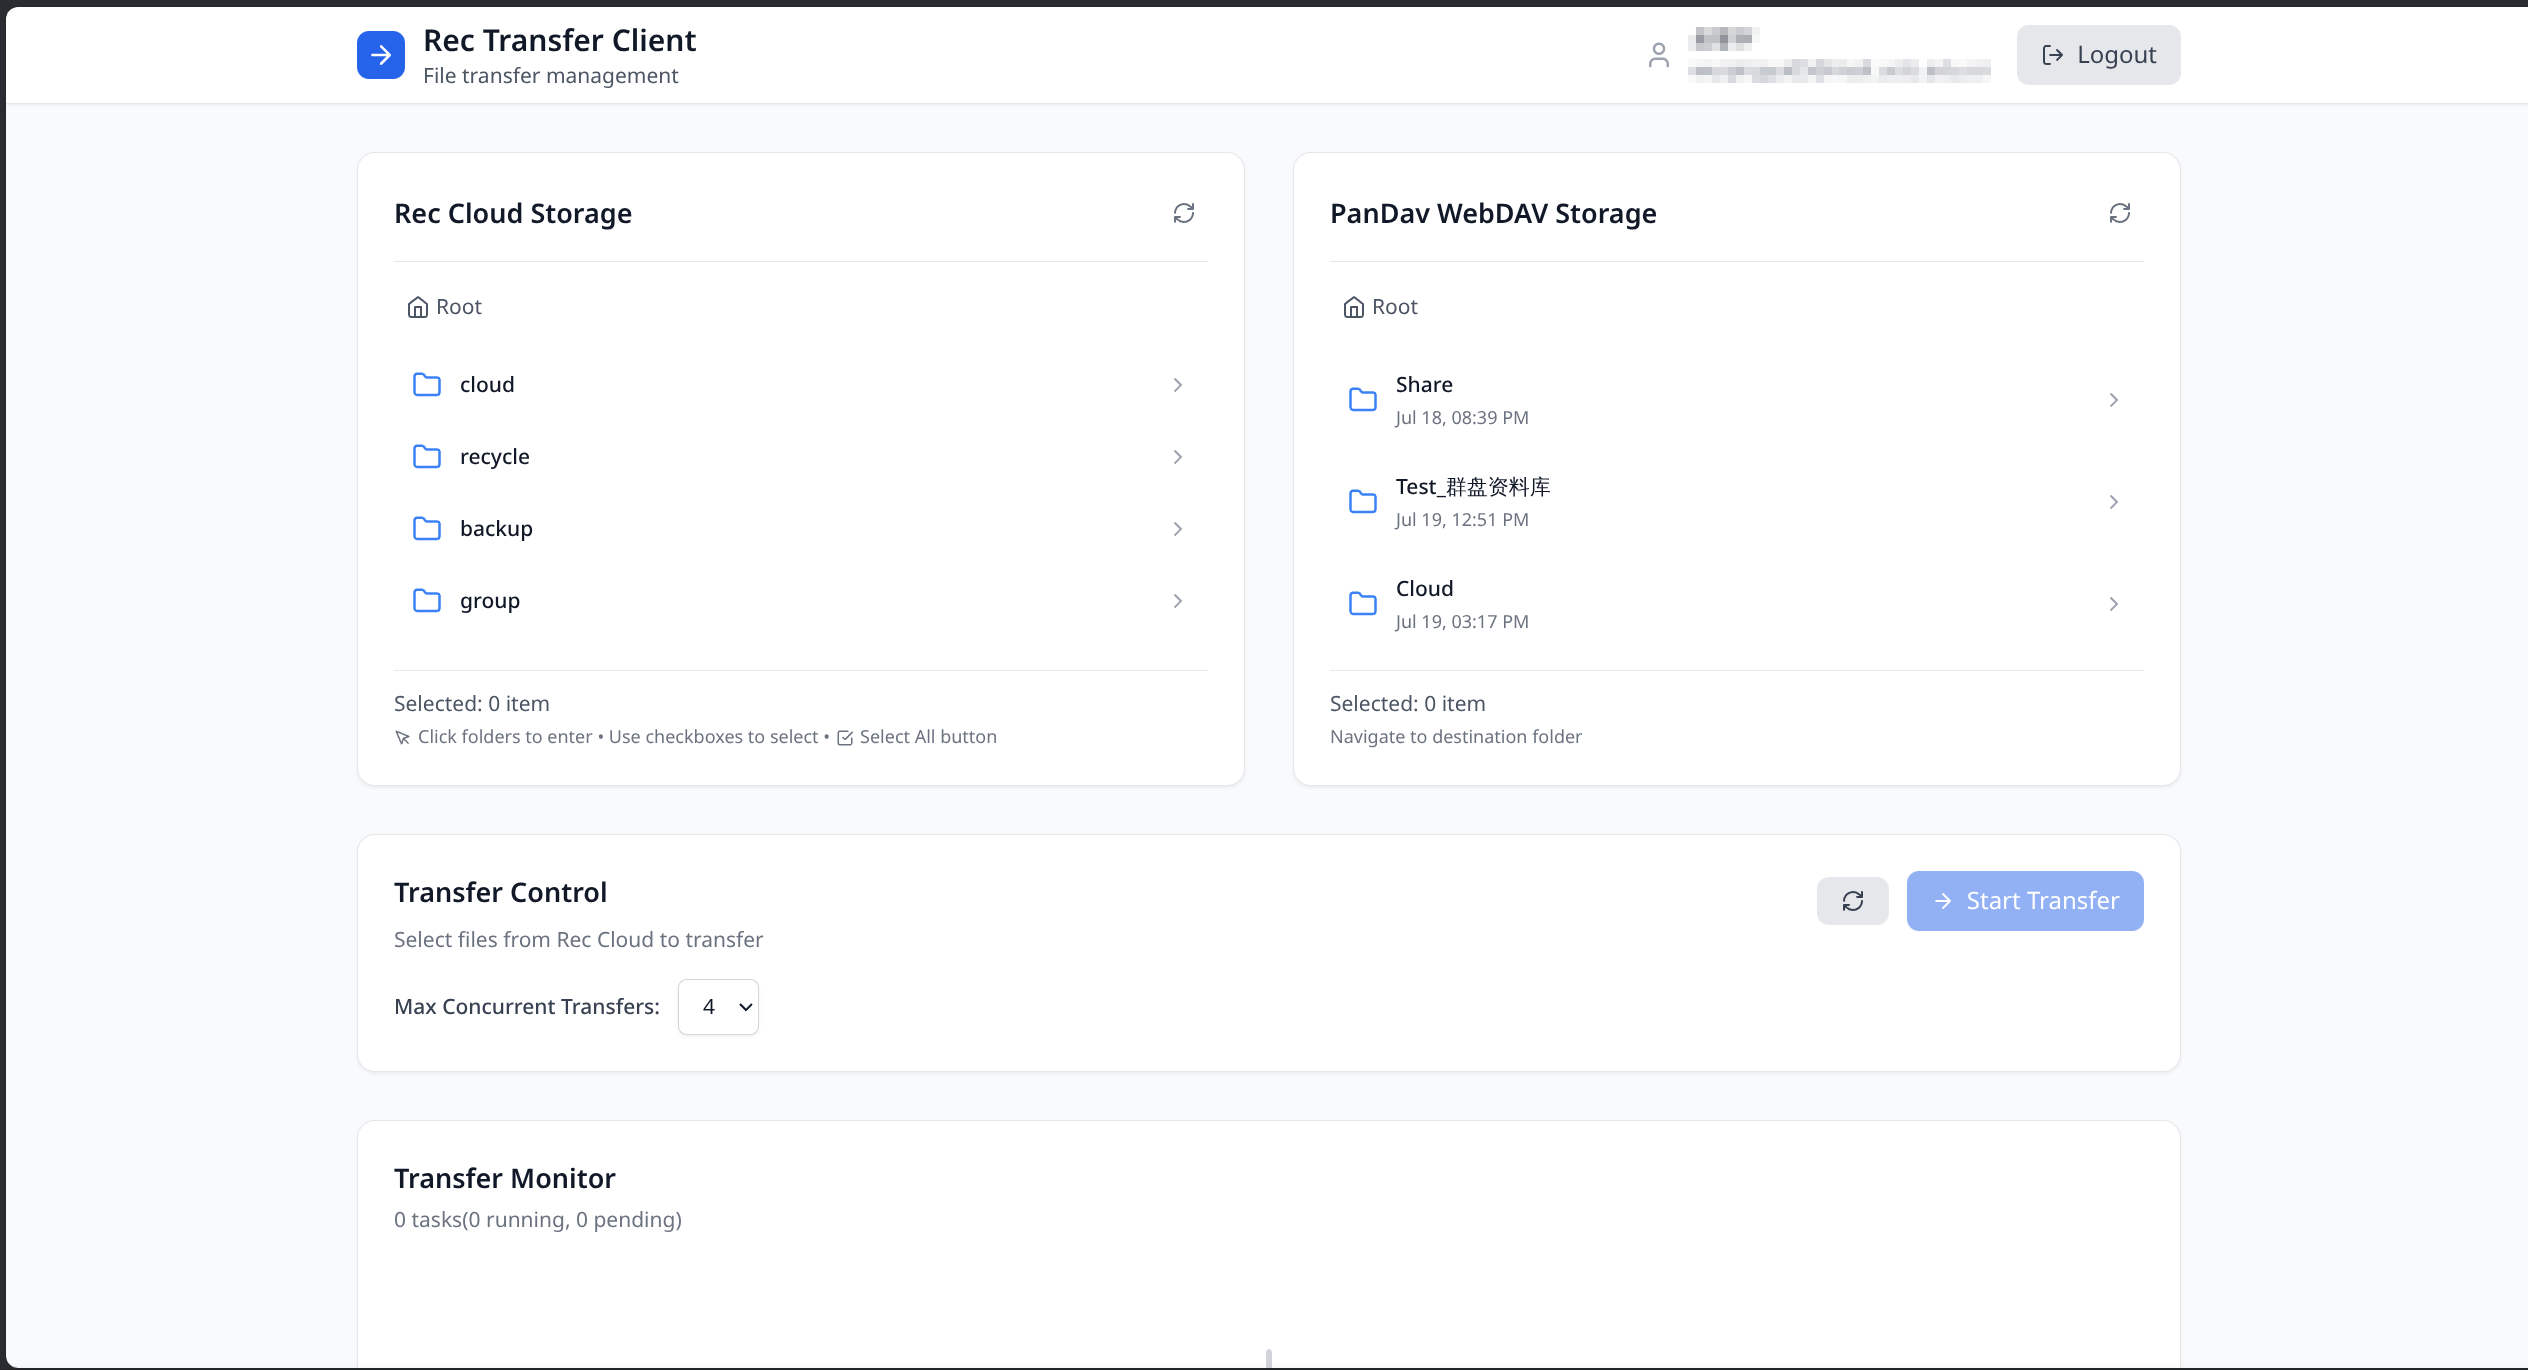 Rec Transfer Client
File transfer management
Logout
Rec Cloud Storage
Root
cloud
recycle
backup
group
Selected: 0 item
Click folders to enter • Use checkboxes to select • Select All button
PanDav WebDAV Storage
Root
Share
Jul 18, 08:39 PM
Test_群盘资料库
Jul 19, 12:51 PM
Cloud
Jul 19, 03:17 PM
Selected: 0 item
Navigate to destination folder
Transfer Control
Start Transfer
Select files from Rec Cloud to transfer
Max Concurrent Transfers: 4
Transfer Monitor
0 tasks(0 running, 0 pending)